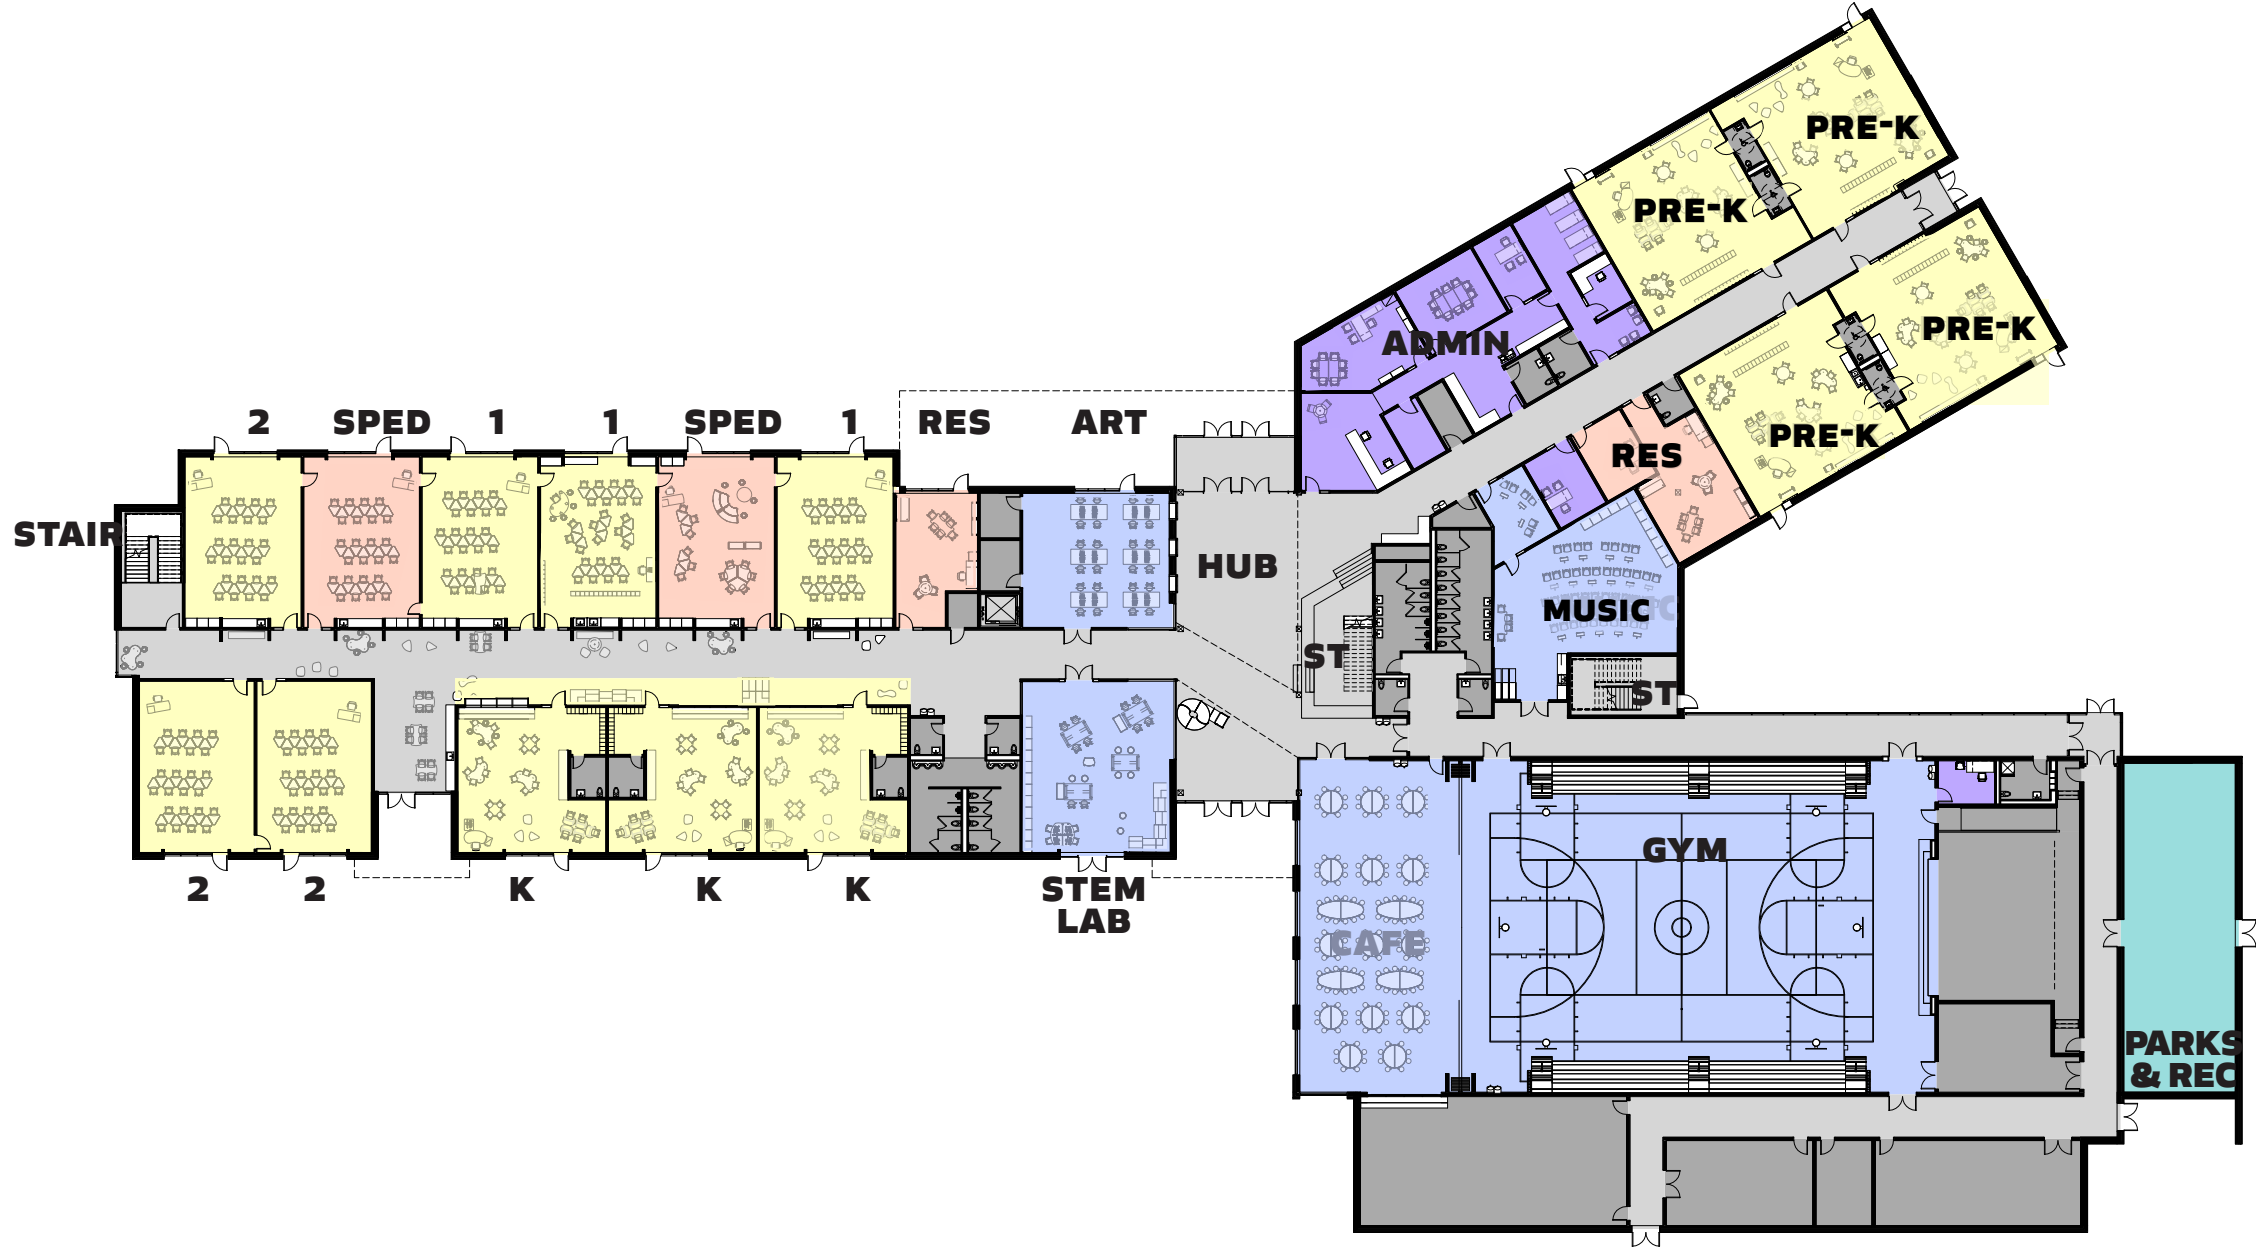 PRE-K
PRE-K
PRE-K
ADMIN
PRE-K
2 SPED 1 1 SPED 1 RES ART
RES
STAIR
HUB
MUSIC
ST
ST
GYM
2 2 K K K STEM
LAB
CAFE
PARKS
& REC